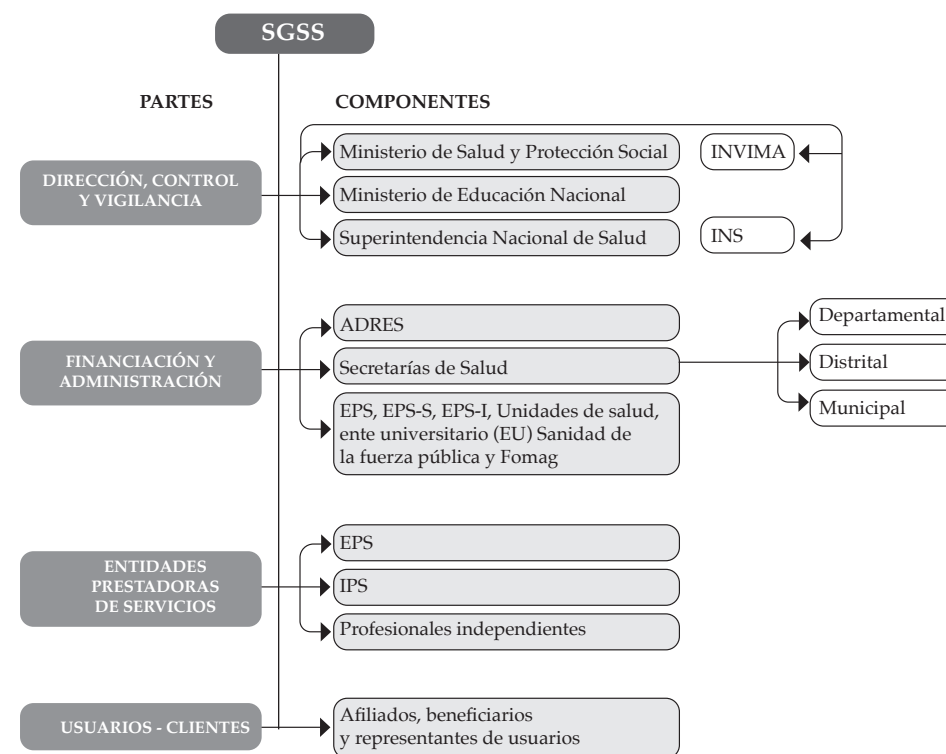 SGSS
PARTES
COMPONENTES
DIRECCIÓN, CONTROL
Y VIGILANCIA
Ministerio de Salud y Protección Social
INVIMA
Ministerio de Educación Nacional
Superintendencia Nacional de Salud
INS
FINANCIACIÓN Y
ADMINISTRACIÓN
ADRES
Secretarías de Salud
EPS, EPS-S, EPS-I, Unidades de salud,
ente universitario (EU) Sanidad de
la fuerza pública y Fomag
Departamental
Distrital
Municipal
ENTIDADES
PRESTADORAS
DE SERVICIOS
EPS
IPS
Profesionales independientes
USUARIOS - CLIENTES
Afiliados, beneficiarios
y representantes de usuarios